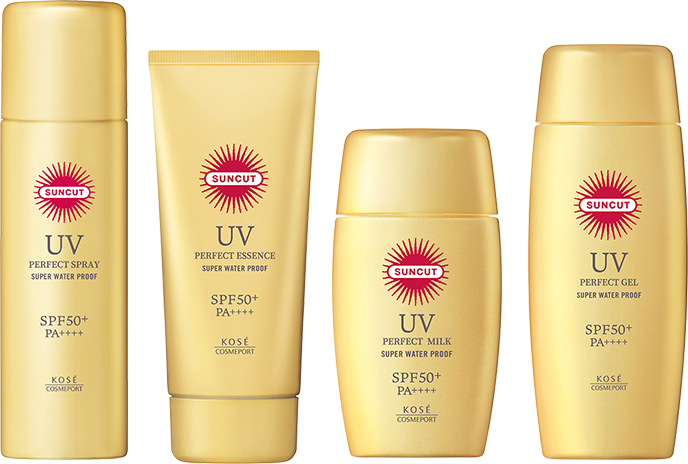 SUNCUT
UV
PERFECT SPRAY
SUPER WATER PROOF
SPF50+
PA++++
KOSÉ
COSMEPORT
SUNCUT
UV
PERFECT ESSENCE
SUPER WATER PROOF
SPF50+
PA++++
KOSÉ
COSMEPORT
SUNCUT
UV
PERFECT MILK
SUPER WATER PROOF
SPF50+
PA++++
KOSÉ
COSMEPORT
SUNCUT
UV
PERFECT GEL
SUPER WATER PROOF
SPF50+
PA++++
KOSÉ
COSMEPORT